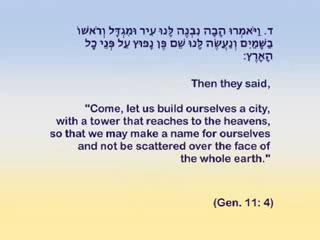 ד. וַיֹּאמְרוּ הָבָה נִבְנֶה לָּנוּ עִיר וּמִגְדָּל וְרֹאשׁוֹ
בַשָּׁמַיִם וְנַעֲשֶׂה לָּנוּ שֵׁם פֶּן נָפוּץ עַל פְּנֵי כָל
הָאָרֶץ:
Then they said,
"Come, let us build ourselves a city,
with a tower that reaches to the heavens,
so that we may make a name for ourselves
and not be scattered over the face of
the whole earth."
(Gen. 11: 4)